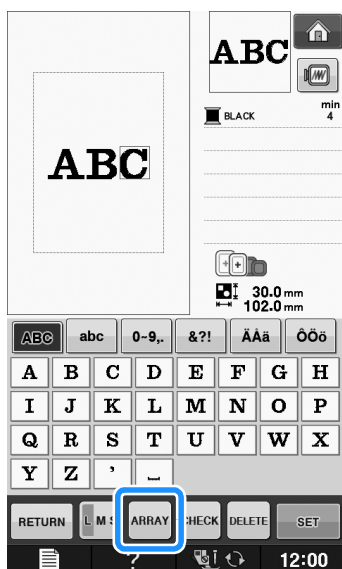 ABC
ABC
BLACK
min
4
30.0 mm
102.0 mm
ABC abc 0~9,. &?! ÄÅä ÔÖö
A B C D E F G H
I J K L M N O P
Q R S T U V W X
Y Z ' _
RETURN L M S ARRAY CHECK DELETE SET
? 12:00